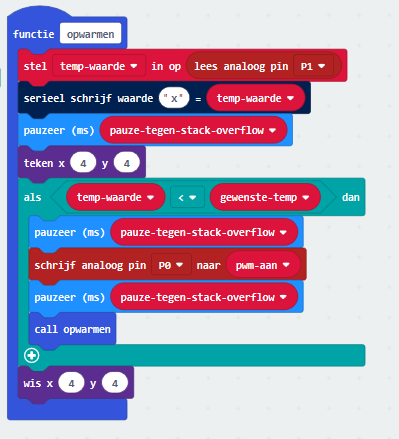 functie opwarmen
stel temp-waarde in op lees analoog pin P1
serieel schrijf waarde "x" = temp-waarde
pauzeer (ms) pauze-tegen-stack-overflow
teken x 4 y 4
als temp-waarde < gewenste-temp dan
pauzeer (ms) pauze-tegen-stack-overflow
schrijf analoog pin P0 naar pwm-aan
pauzeer (ms) pauze-tegen-stack-overflow
call opwarmen
wis x 4 y 4